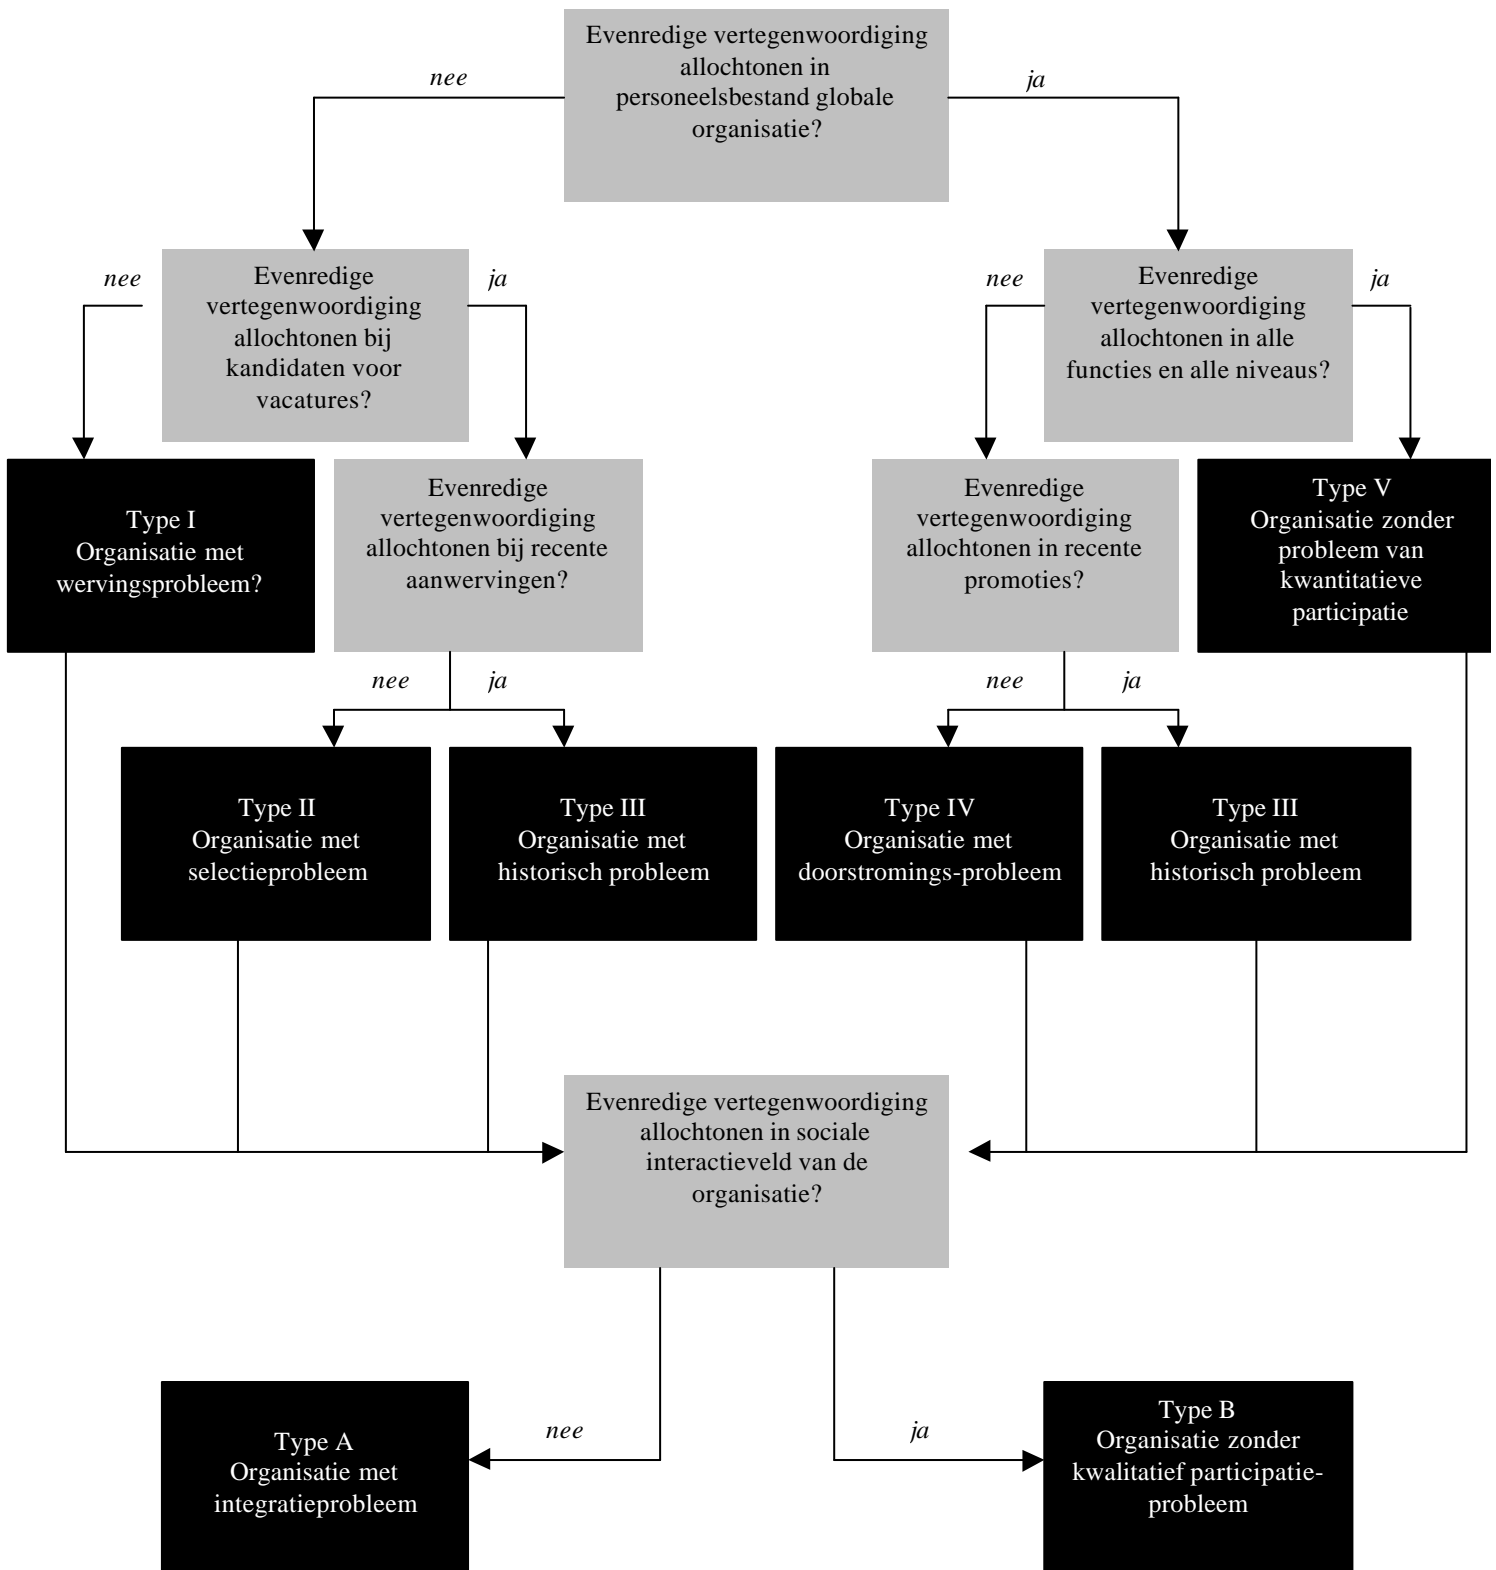 Evenredige vertegenwoordiging
allochtonen in
personeelsbestand globale
organisatie?
nee
ja
nee
Evenredige
vertegenwoordiging
allochtonen bij
kandidaten voor
vacatures?
ja
nee
Evenredige
vertegenwoordiging
allochtonen in alle
functies en alle niveaus?
ja
Type I
Organisatie met
wervingsprobleem?
Evenredige
vertegenwoordiging
allochtonen bij recente
aanwervingen?
Evenredige
vertegenwoordiging
allochtonen in recente
promoties?
Type V
Organisatie zonder
probleem van
kwantitatieve
participatie
nee
ja
nee
ja
Type II
Organisatie met
selectieprobleem
Type III
Organisatie met
historisch probleem
Type IV
Organisatie met
doorstromings-probleem
Type III
Organisatie met
historisch probleem
Evenredige vertegenwoordiging
allochtonen in sociale
interactieveld van de
organisatie?
nee
ja
Type A
Organisatie met
integratieprobleem
Type B
Organisatie zonder
kwalitatief participatie-
probleem